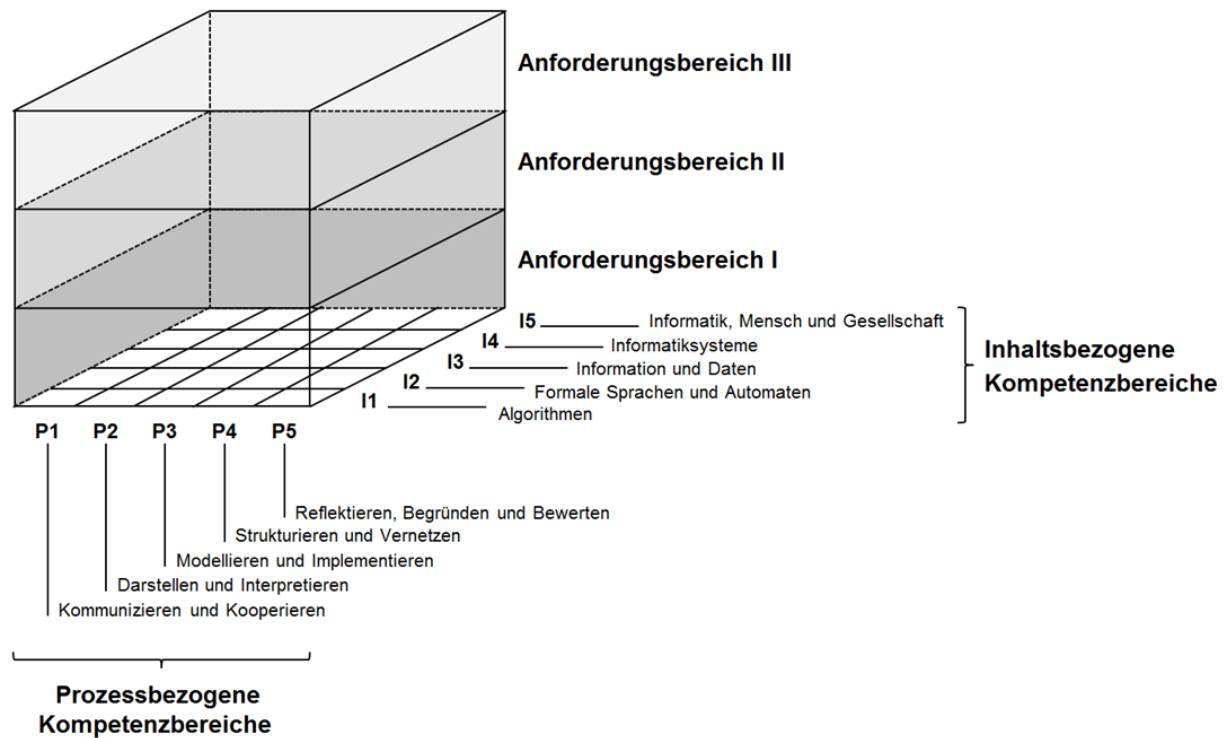 Anforderungsbereich III
Anforderungsbereich II
Anforderungsbereich I
I5 Informatik, Mensch und Gesellschaft
I4 Informatiksysteme
I3 Information und Daten
I2 Formale Sprachen und Automaten
I1 Algorithmen
Inhaltsbezogene
Kompetenzbereiche
P1 P2 P3 P4 P5
Reflektieren, Begründen und Bewerten
Strukturieren und Vernetzen
Modellieren und Implementieren
Darstellen und Interpretieren
Kommunizieren und Kooperieren
Prozessbezogene
Kompetenzbereiche